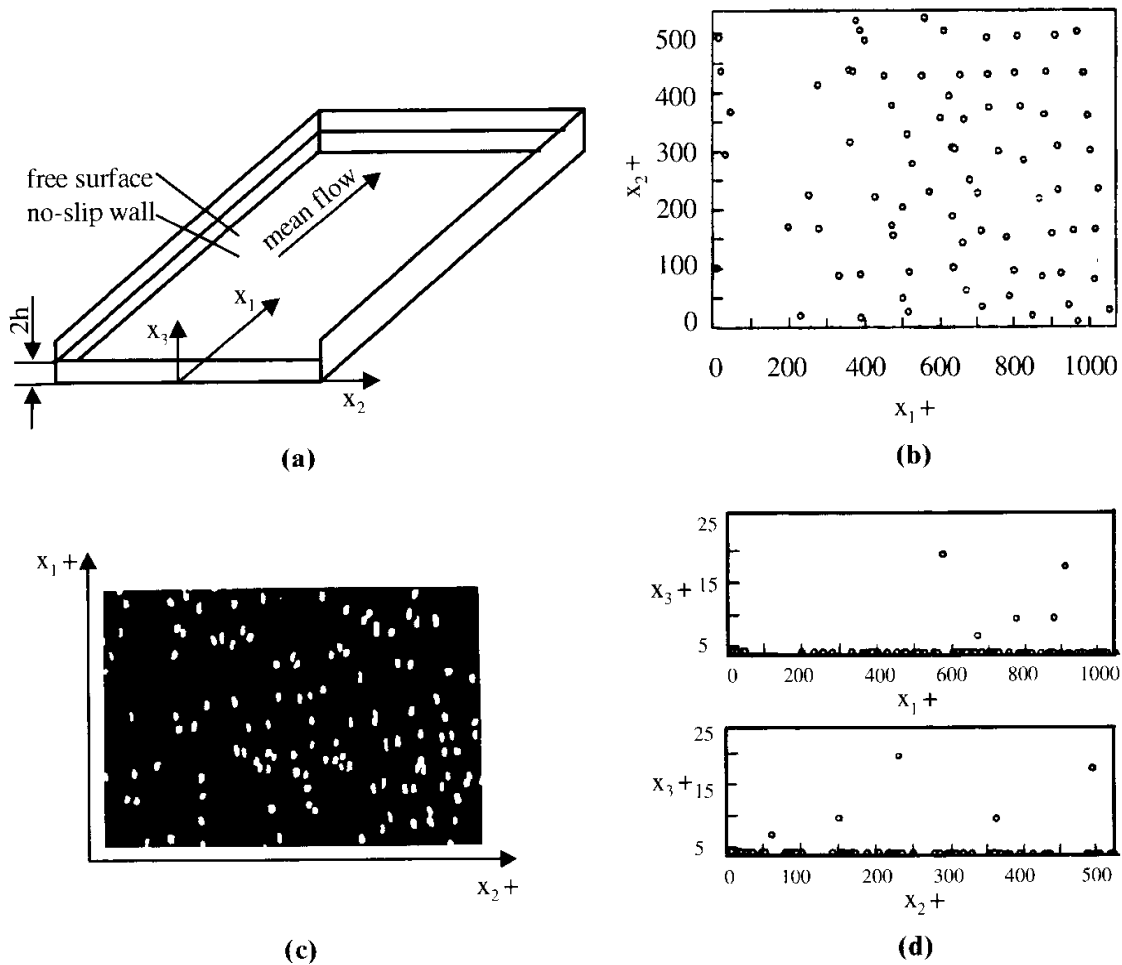 free surface
no-slip wall
mean flow
2h
x₁
x₃
x₂
(a)
500
400
x₂+
300
200
100
0
0 200 400 600 800 1000
x₁+
(b)
x₁+
x₂+
(c)
25
x₃+ 15
5
0 200 400 600 800 1000
x₁+
25
x₃+ 15
5
0 100 200 300 400 500
x₂+
(d)